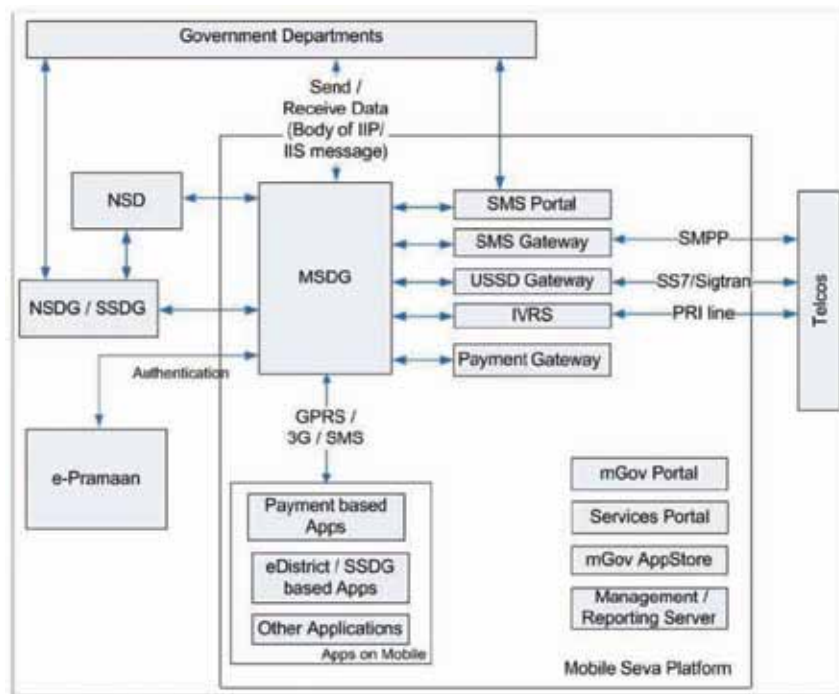 Government Departments
Send /
Receive Data
(Body of IIP/
IIS message)
NSD
SMS Portal
SMS Gateway
SMPP
MSDG
USSD Gateway
SS7/Sigtran
NSDG / SSDG
IVRS
PRI line
Telcos
Payment Gateway
Authentication
GPRS /
3G / SMS
e-Pramaan
Payment based
Apps
eDistrict / SSDG
based Apps
Other Applications
Apps on Mobile
mGov Portal
Services Portal
mGov AppStore
Management /
Reporting Server
Mobile Seva Platform